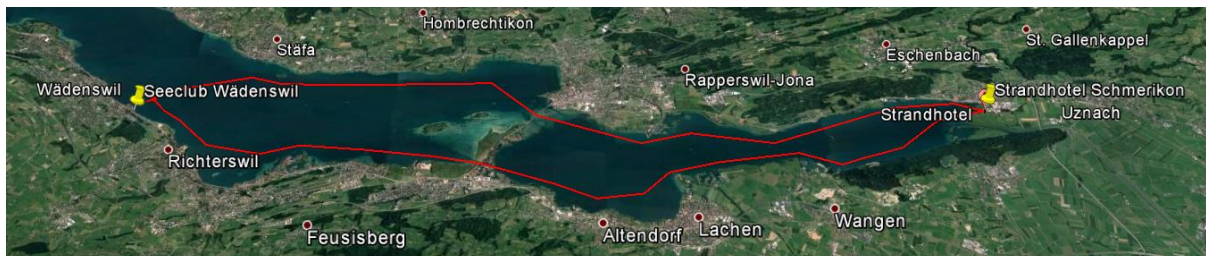 Hombrechtikon
Stäfa
St. Gallenkappel
Eschenbach
Rapperswil-Jona
Wädenswil
Seeclub Wädenswil
Strandhotel Schmerikon
Strandhotel
Uznach
Richterswil
Feusisberg
Altendorf
Lachen
Wangen